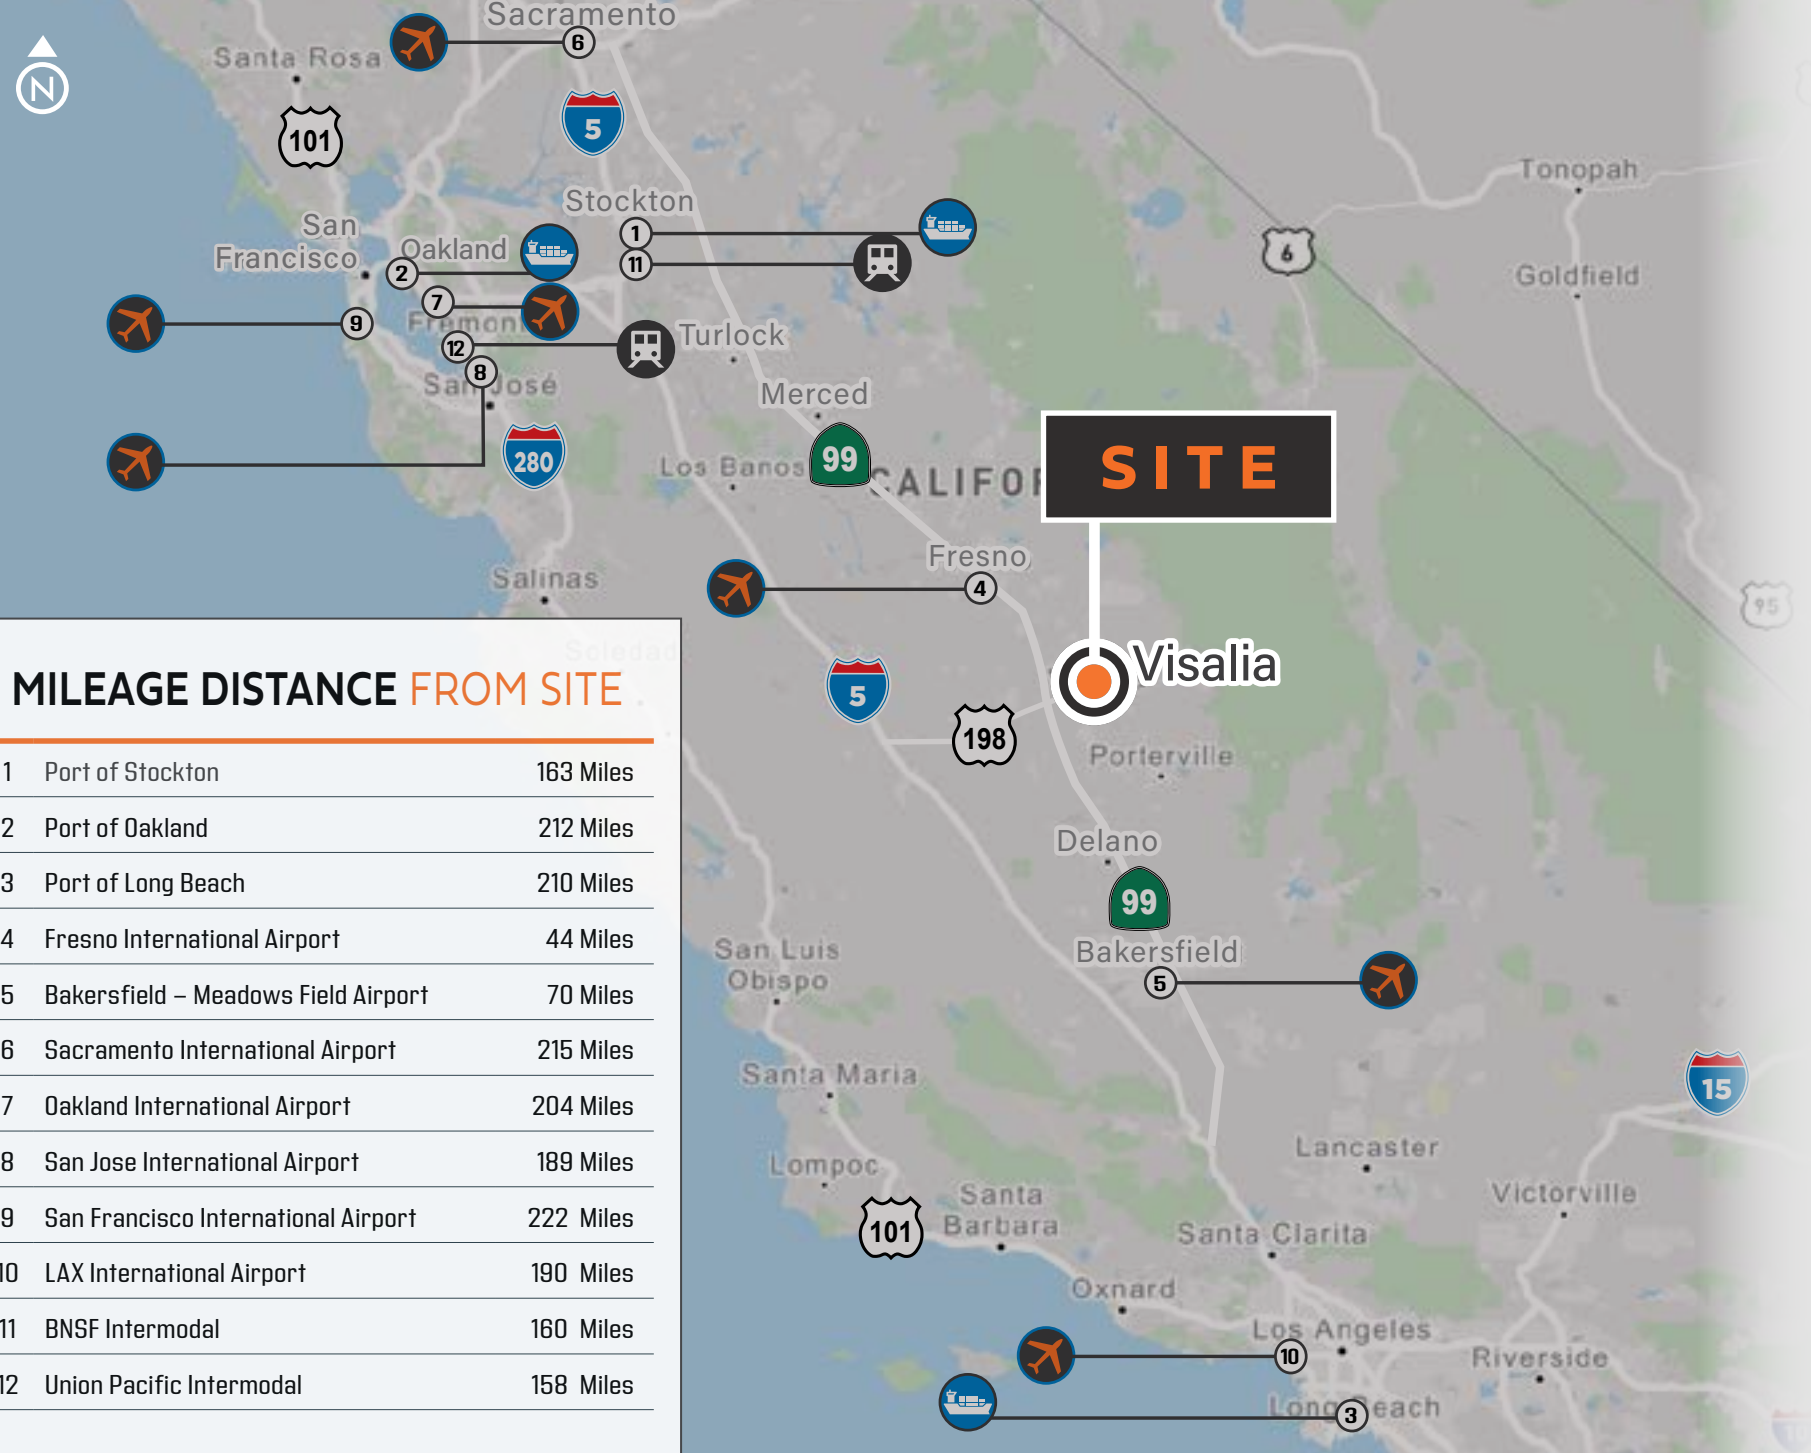 Sacramento
6
Santa Rosa
N
101
5
Stockton
1
11
San
Francisco
Oakland
2
7
Fremont
9
12
8
San José
Turlock
Merced
280
Los Banos
99
CALIFOR
SITE
Tonopah
6
Goldfield
95
Fresno
4
Salinas
Soledad
Visalia
5
198
Porterville
Delano
99
Bakersfield
5
San Luis
Obispo
Santa Maria
Lompoc
101
Santa
Barbara
Lancaster
15
Victorville
Santa Clarita
Oxnard
Los Angeles
10
Riverside
Long Beach
3
MILEAGE DISTANCE FROM SITE
1 Port of Stockton 163 Miles
2 Port of Oakland 212 Miles
3 Port of Long Beach 210 Miles
4 Fresno International Airport 44 Miles
5 Bakersfield – Meadows Field Airport 70 Miles
6 Sacramento International Airport 215 Miles
7 Oakland International Airport 204 Miles
8 San Jose International Airport 189 Miles
9 San Francisco International Airport 222 Miles
10 LAX International Airport 190 Miles
11 BNSF Intermodal 160 Miles
12 Union Pacific Intermodal 158 Miles